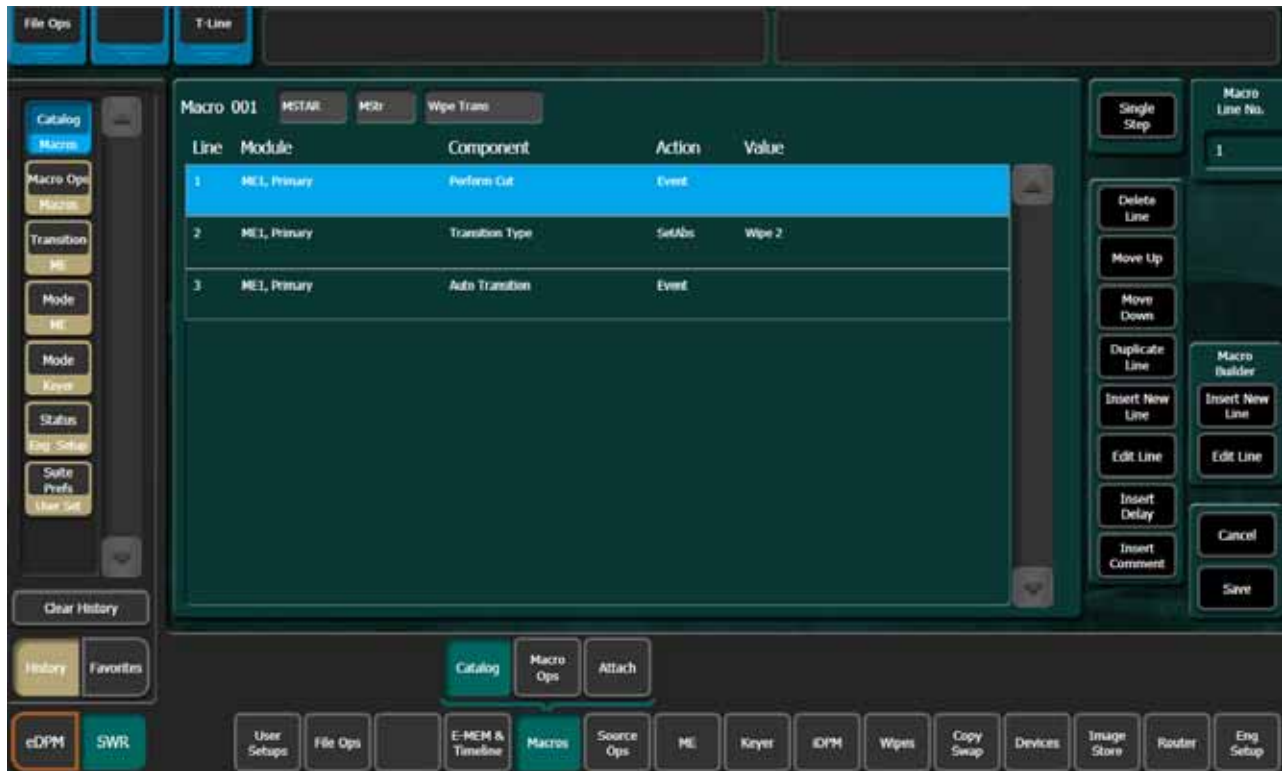 File Ops
T-Line
Catalog
Macros
Macro Ops
Macros
Transition
ME
Mode
ME
Mode
Keyer
Status
Eng. Setup
Suite
Prefs
User Set
Clear History
History Favorites
eDPM SWR
Macro 001 MSTAR MStr Wipe Trans
Line Module Component Action Value
1 ME1, Primary Perform Cut Event
2 ME1, Primary Transition Type SetAbs Wipe 2
3 ME1, Primary Auto Transition Event
Single
Step
Delete
Line
Move Up
Move
Down
Duplicate
Line
Insert New
Line
Edit Line
Insert
Delay
Insert
Comment
Macro
Line No.
1
Macro
Builder
Insert New
Line
Edit Line
Cancel
Save
Catalog
Macro
Ops
Attach
User
Setups
File Ops
E-MEM &
Timeline
Macros
Source
Ops
ME
Keyer
iDPM
Wipes
Copy
Swap
Devices
Image
Store
Router
Eng
Setup